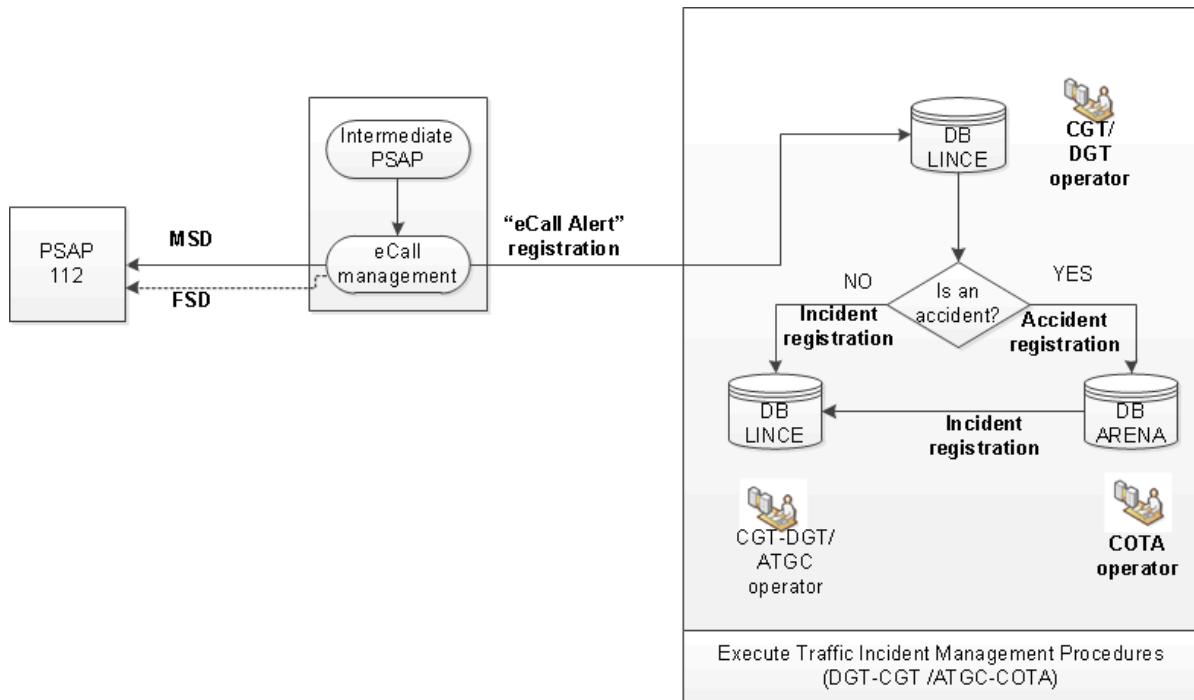 Intermediate
PSAP
eCall
management
PSAP
112
MSD
FSD
“eCall Alert”
registration
DB
LINCE
CGT/
DGT
operator
Is an
accident?
NO
YES
Incident
registration
Accident
registration
DB
LINCE
Incident
registration
DB
ARENA
CGT-DGT/
ATGC
operator
COTA
operator
Execute Traffic Incident Management Procedures
(DGT-CGT /ATGC-COTA)